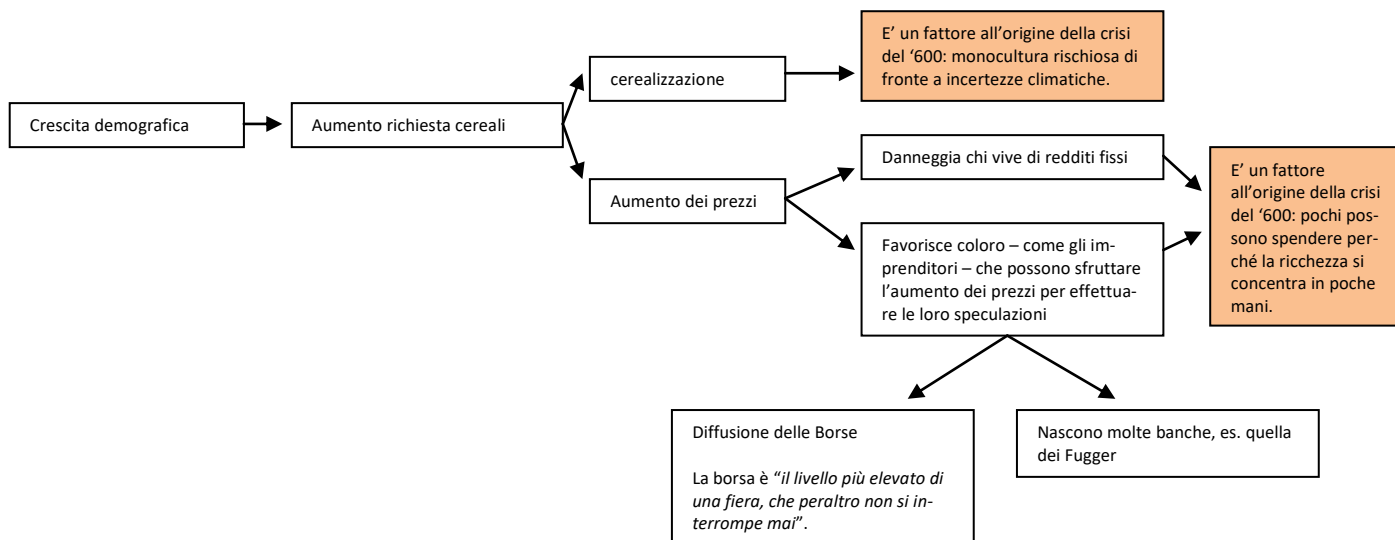 Crescita demografica
Aumento richiesta cereali
cerealizzazione
E’ un fattore all’origine della crisi
del ‘600: monocultura rischiosa di
fronte a incertezze climatiche.
Aumento dei prezzi
Danneggia chi vive di redditi fissi
Favorisce coloro – come gli im-
prenditori – che possono sfruttare
l’aumento dei prezzi per effettua-
re le loro speculazioni
E’ un fattore
all’origine della crisi
del ‘600: pochi pos-
sono spendere per-
ché la ricchezza si
concentra in poche
mani.
Diffusione delle Borse
La borsa è “il livello più elevato di
una fiera, che peraltro non si in-
terrompe mai”.
Nascono molte banche, es. quella
dei Fugger